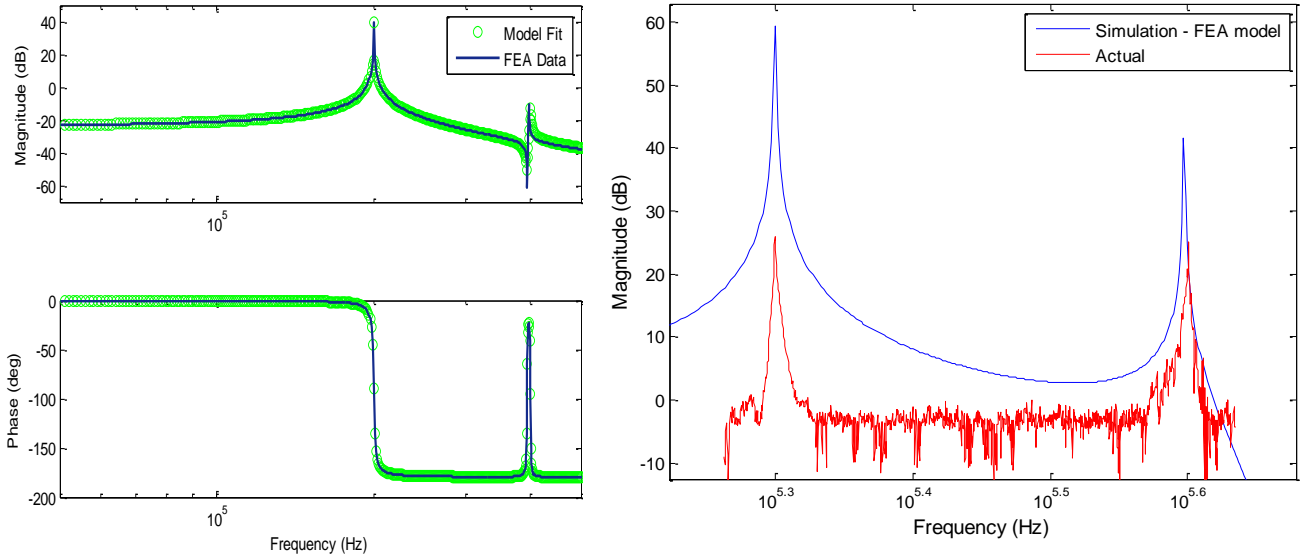 40
20
0
-20
-40
-60
Magnitude (dB)
Model Fit
FEA Data
10^5
0
-50
-100
-150
-200
Phase (deg)
10^5
Frequency (Hz)
60
50
40
30
20
10
0
-10
Magnitude (dB)
Simulation - FEA model
Actual
10^5.3
10^5.4
10^5.5
10^5.6
Frequency (Hz)